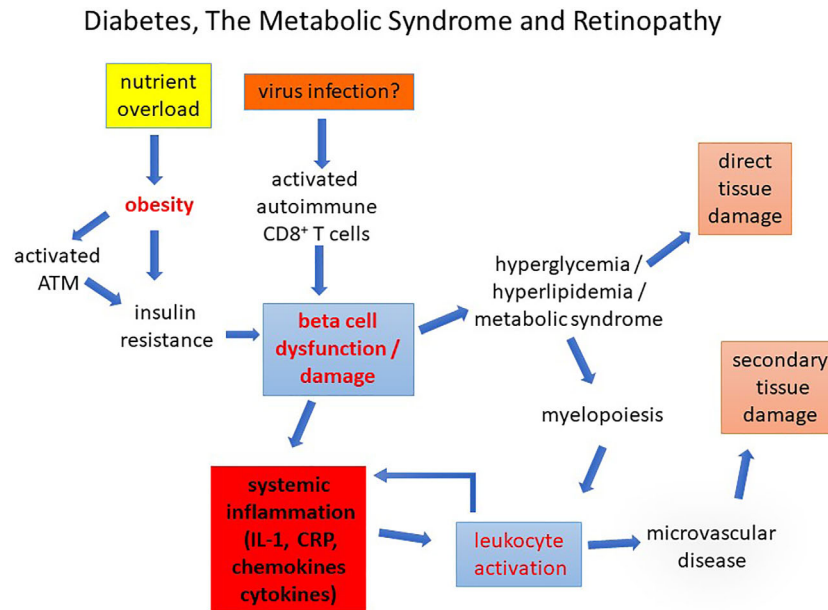 Diabetes, The Metabolic Syndrome and Retinopathy
nutrient
overload
virus infection?
direct
tissue
damage
activated
autoimmune
CD8⁺ T cells
obesity
activated
ATM
hyperglycemia /
hyperlipidemia /
metabolic syndrome
insulin
resistance
beta cell
dysfunction /
damage
secondary
tissue
damage
myelopoiesis
systemic
inflammation
(IL-1, CRP,
chemokines
cytokines)
leukocyte
activation
microvascular
disease